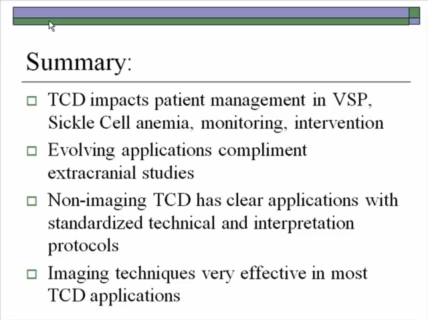 Summary:
TCD impacts patient management in VSP,
Sickle Cell anemia, monitoring, intervention
Evolving applications compliment
extracranial studies
Non-imaging TCD has clear applications with
standardized technical and interpretation
protocols
Imaging techniques very effective in most
TCD applications